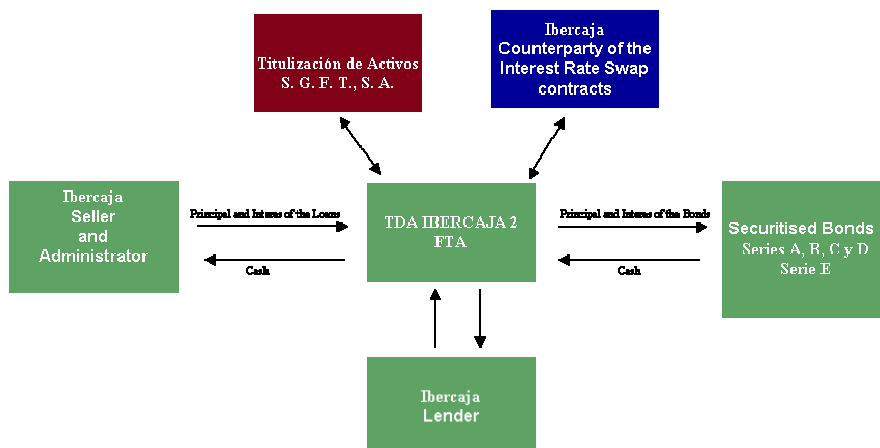 Titulización de Activos
S. G. F. T., S. A.
Ibercaja
Counterparty of the
Interest Rate Swap
contracts
Ibercaja
Seller
and
Administrator
Principal and Interes of the Loans
Cash
TDA IBERCAJA 2
FTA
Principal and Interes of the Bonds
Cash
Securitised Bonds
Series A, B, C y D
Serie E
Ibercaja
Lender